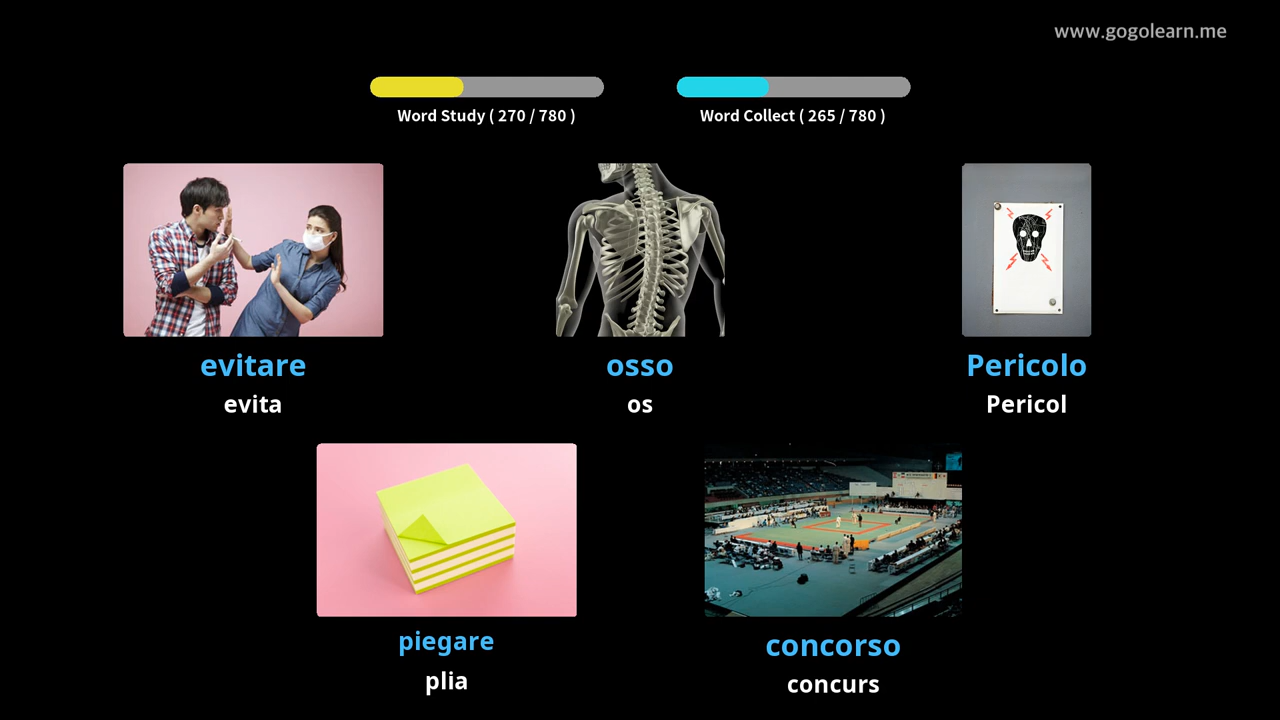 www.gogolearn.me
Word Study ( 270 / 780 )
Word Collect ( 265 / 780 )
evitare
evita
osso
os
Pericolo
Pericol
piegare
plia
concorso
concurs